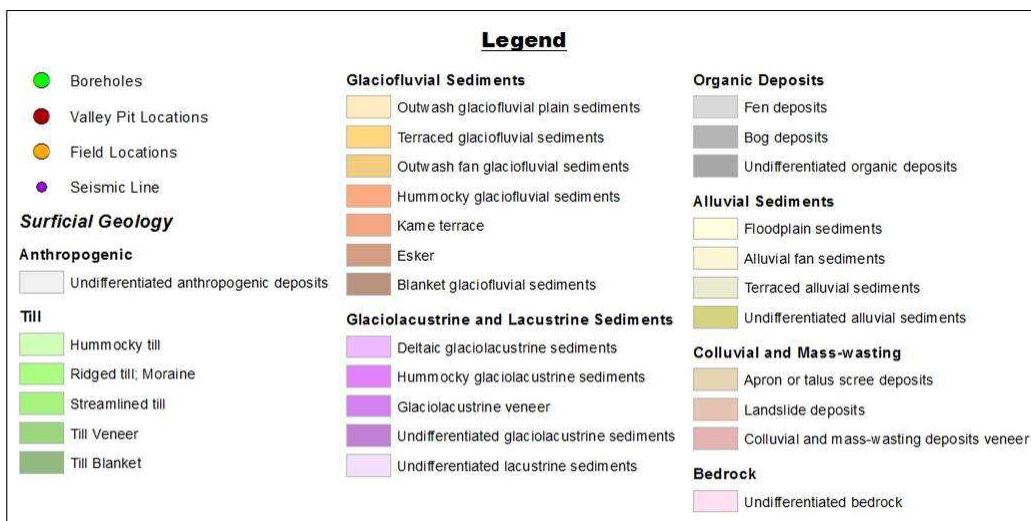 Legend
Boreholes
Valley Pit Locations
Field Locations
Seismic Line
Surficial Geology
Anthropogenic
Undifferentiated anthropogenic deposits
Till
Hummocky till
Ridged till; Moraine
Streamlined till
Till Veneer
Till Blanket
Glaciofluvial Sediments
Outwash glaciofluvial plain sediments
Terraced glaciofluvial sediments
Outwash fan glaciofluvial sediments
Hummocky glaciofluvial sediments
Kame terrace
Esker
Blanket glaciofluvial sediments
Glaciolacustrine and Lacustrine Sediments
Deltaic glaciolacustrine sediments
Hummocky glaciolacustrine sediments
Glaciolacustrine veneer
Undifferentiated glaciolacustrine sediments
Undifferentiated lacustrine sediments
Organic Deposits
Fen deposits
Bog deposits
Undifferentiated organic deposits
Alluvial Sediments
Floodplain sediments
Alluvial fan sediments
Terraced alluvial sediments
Undifferentiated alluvial sediments
Colluvial and Mass-wasting
Apron or talus scree deposits
Landslide deposits
Colluvial and mass-wasting deposits veneer
Bedrock
Undifferentiated bedrock